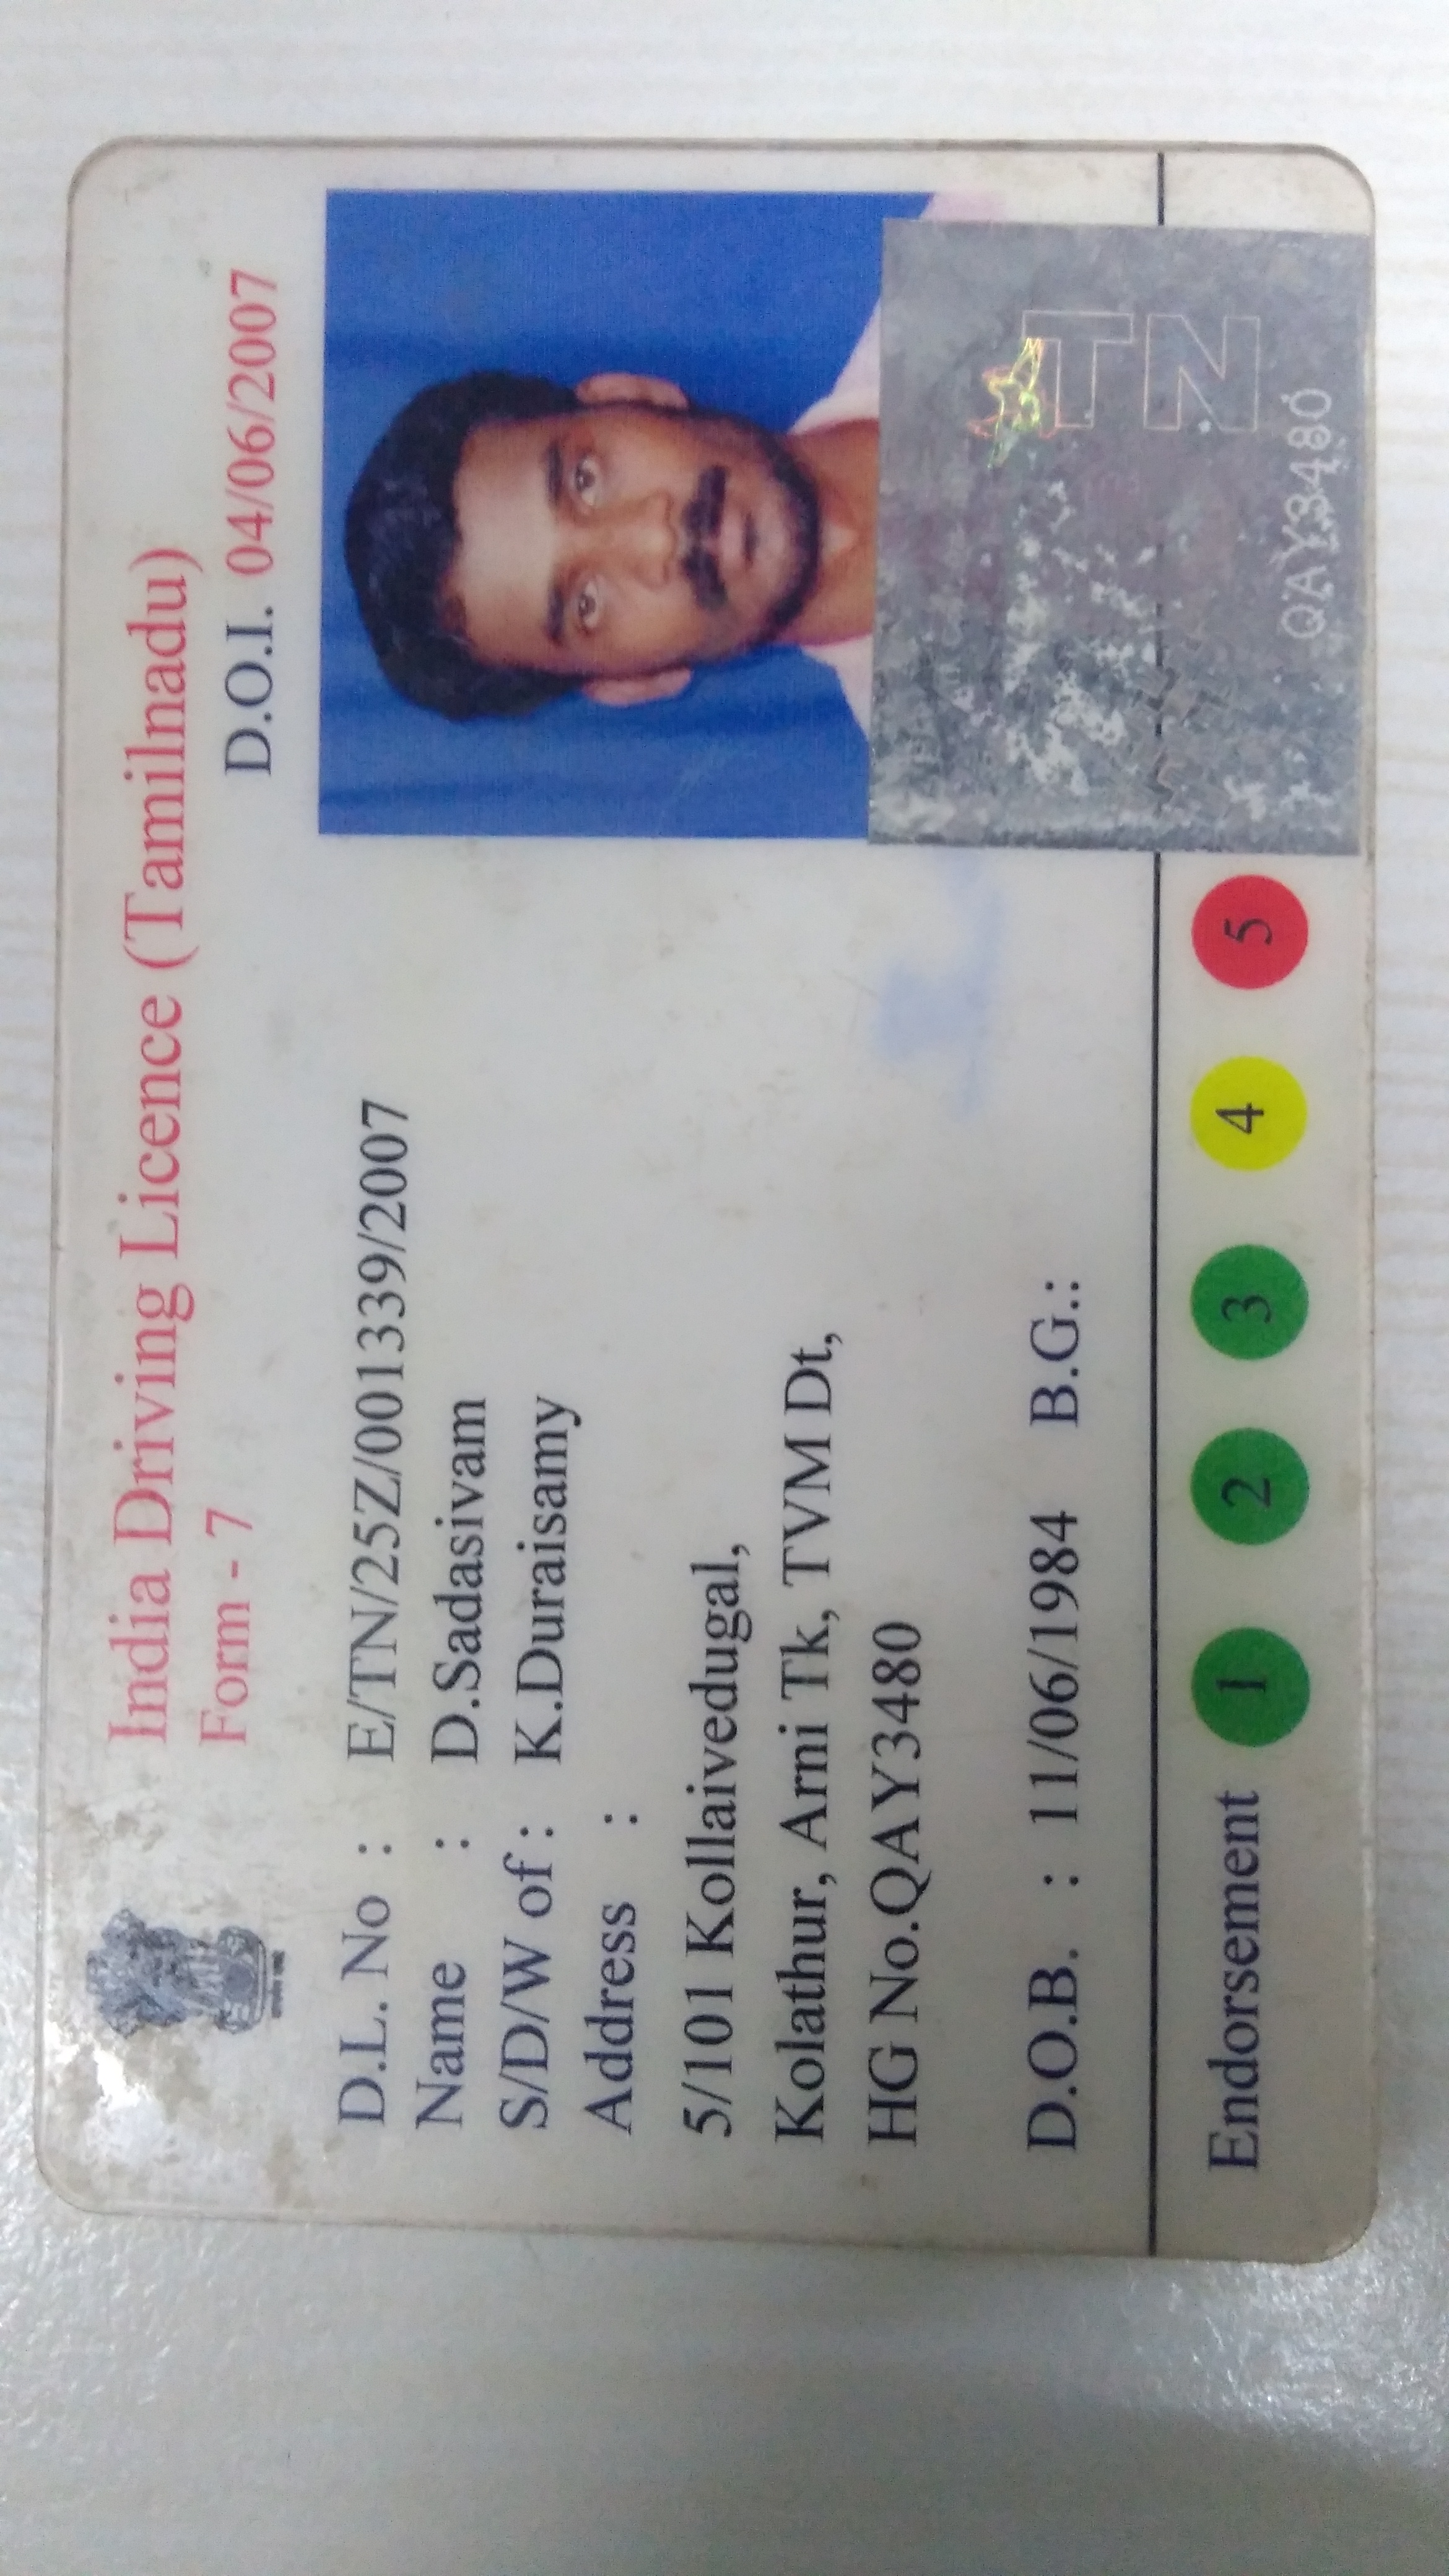 India Driving Licence (Tamilnadu)
Form - 7
D.O.I. 04/06/2007
D.L. No : E/TN/25Z/001339/2007
Name : D.Sadasivam
S/D/W of : K.Duraisamy
Address :
5/101 Kollaivedugal,
Kolathur, Arni Tk, TVM Dt,
HG No.QAY3480
D.O.B. : 11/06/1984 B.G.:
TN
QAY3480
Endorsement 1 2 3 4 5